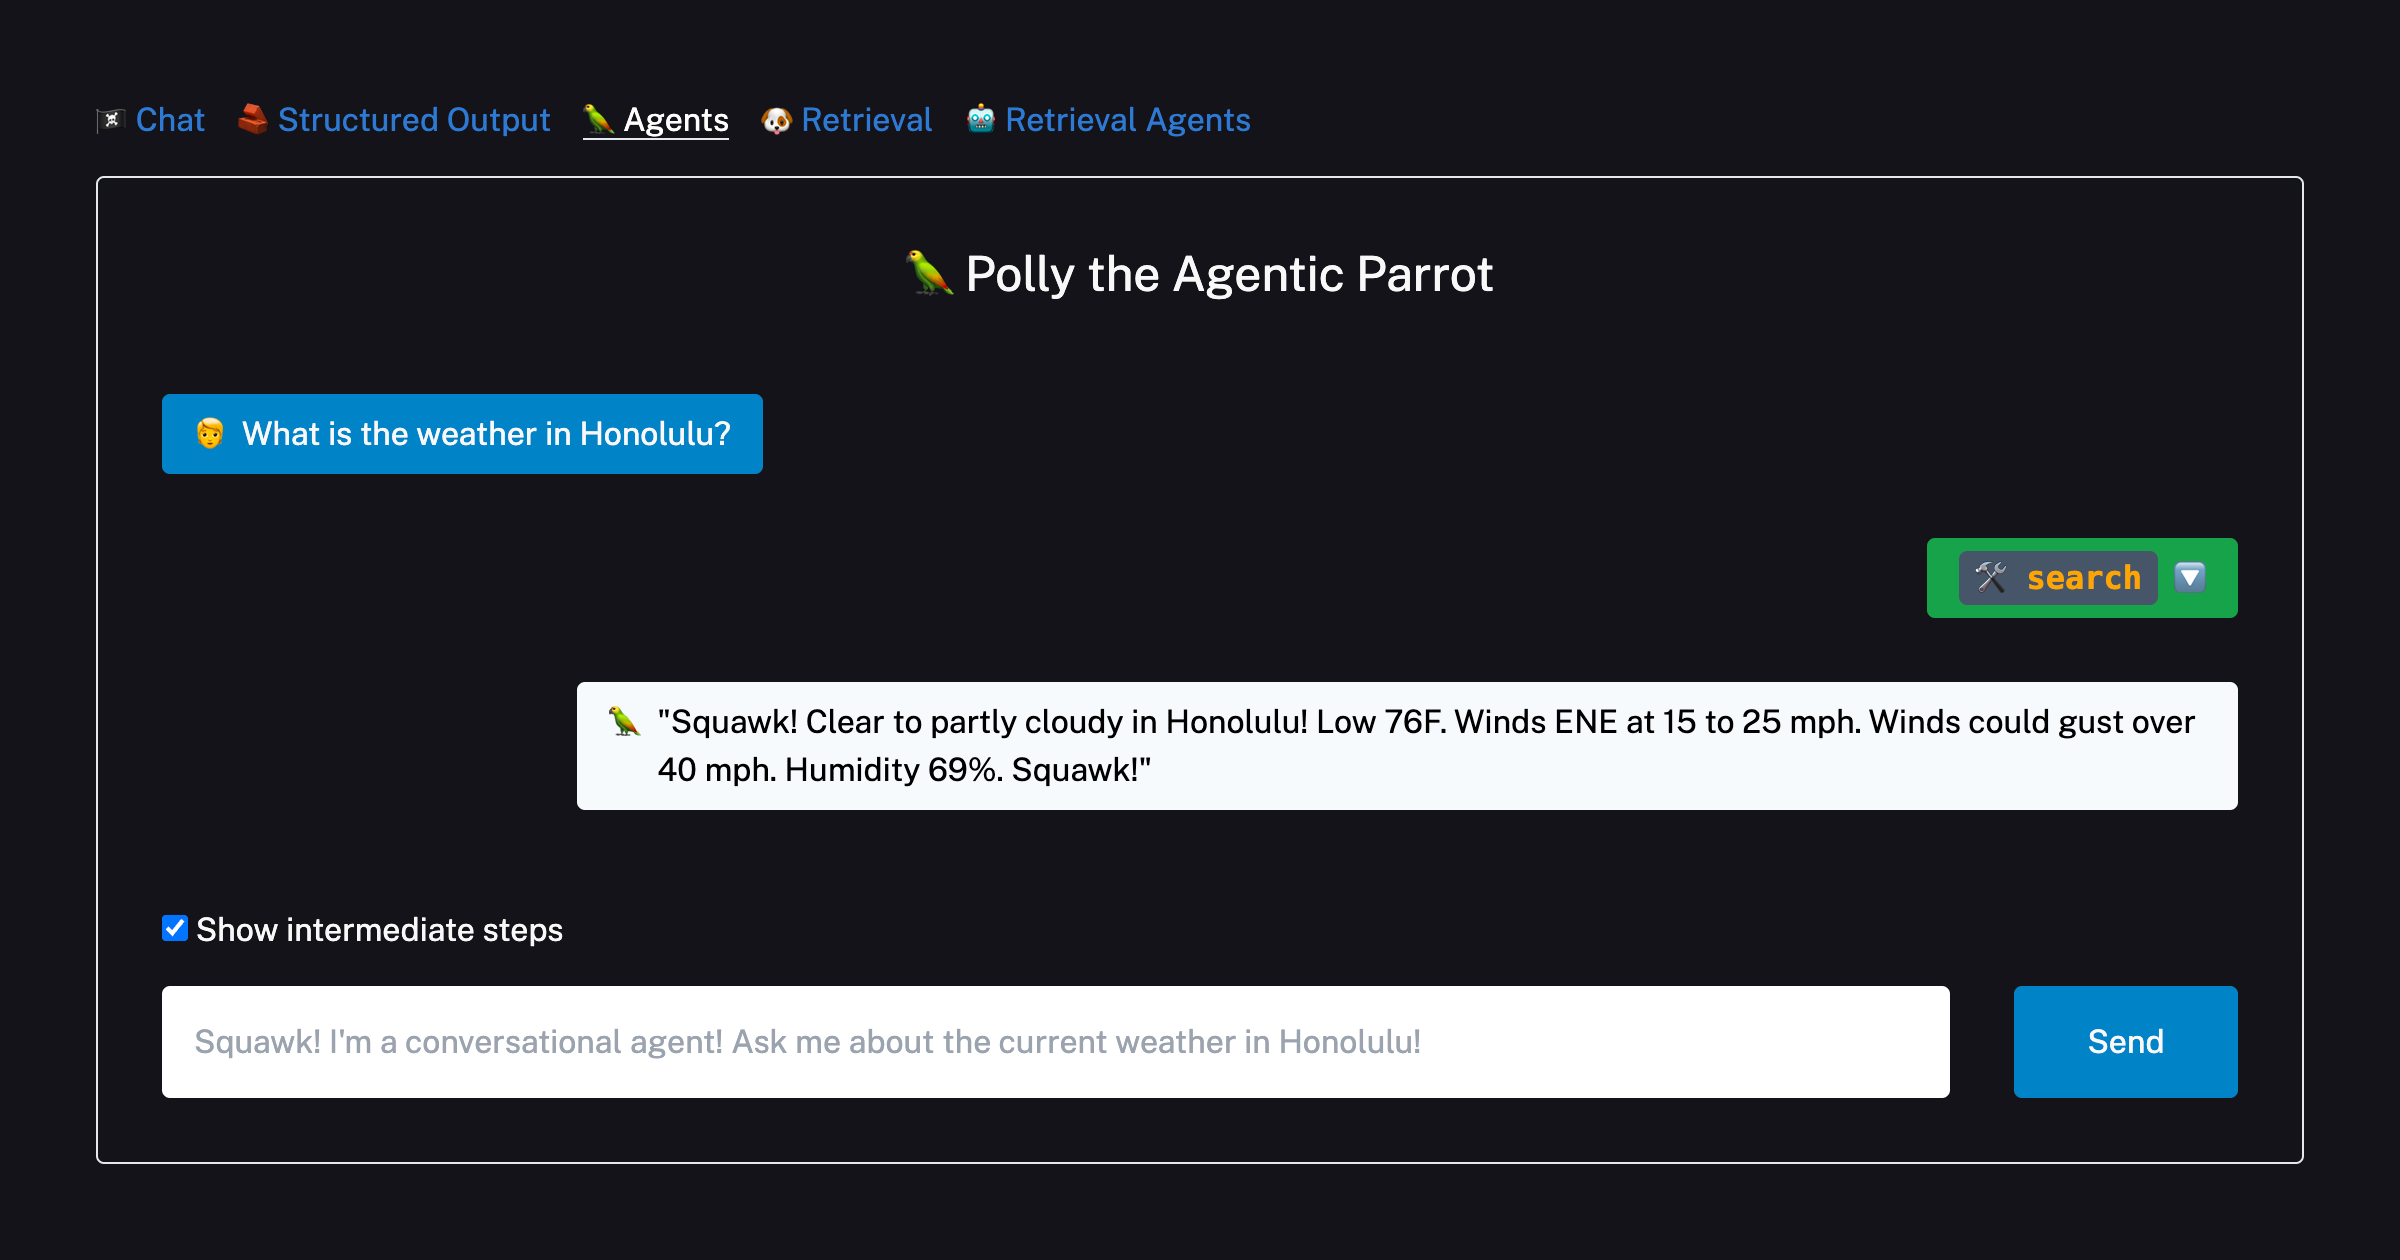 Chat Structured Output Agents Retrieval Retrieval Agents
Polly the Agentic Parrot
What is the weather in Honolulu?
search
"Squawk! Clear to partly cloudy in Honolulu! Low 76F. Winds ENE at 15 to 25 mph. Winds could gust over
40 mph. Humidity 69%. Squawk!"
Show intermediate steps
Squawk! I'm a conversational agent! Ask me about the current weather in Honolulu!
Send